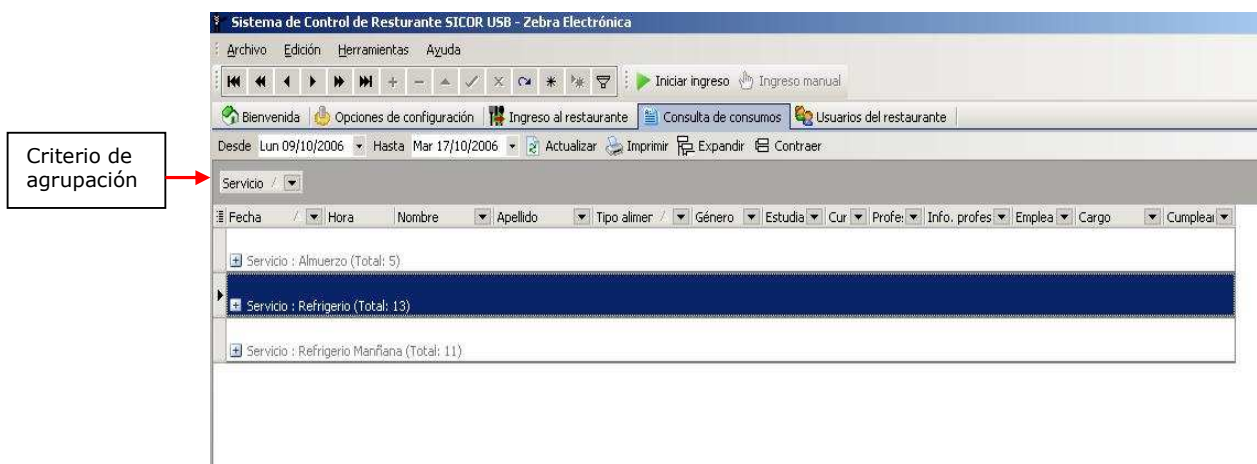 Sistema de Control de Resturante SICOR USB - Zebra Electrónica
Archivo Edición Herramientas Ayuda
Iniciar ingreso Ingreso manual
Bienvenida Opciones de configuración Ingreso al restaurante Consulta de consumos Usuarios del restaurante
Desde Lun 09/10/2006 Hasta Mar 17/10/2006 Actualizar Imprimir Expandir Contraer
Criterio de
agrupación
Servicio
Fecha Hora Nombre Apellido Tipo alimer Género Estudia Cur Profe: Info. profes Emplea Cargo Cumpleai
Servicio : Almuerzo (Total: 5)
Servicio : Refrigerio (Total: 13)
Servicio : Refrigerio Manñana (Total: 11)